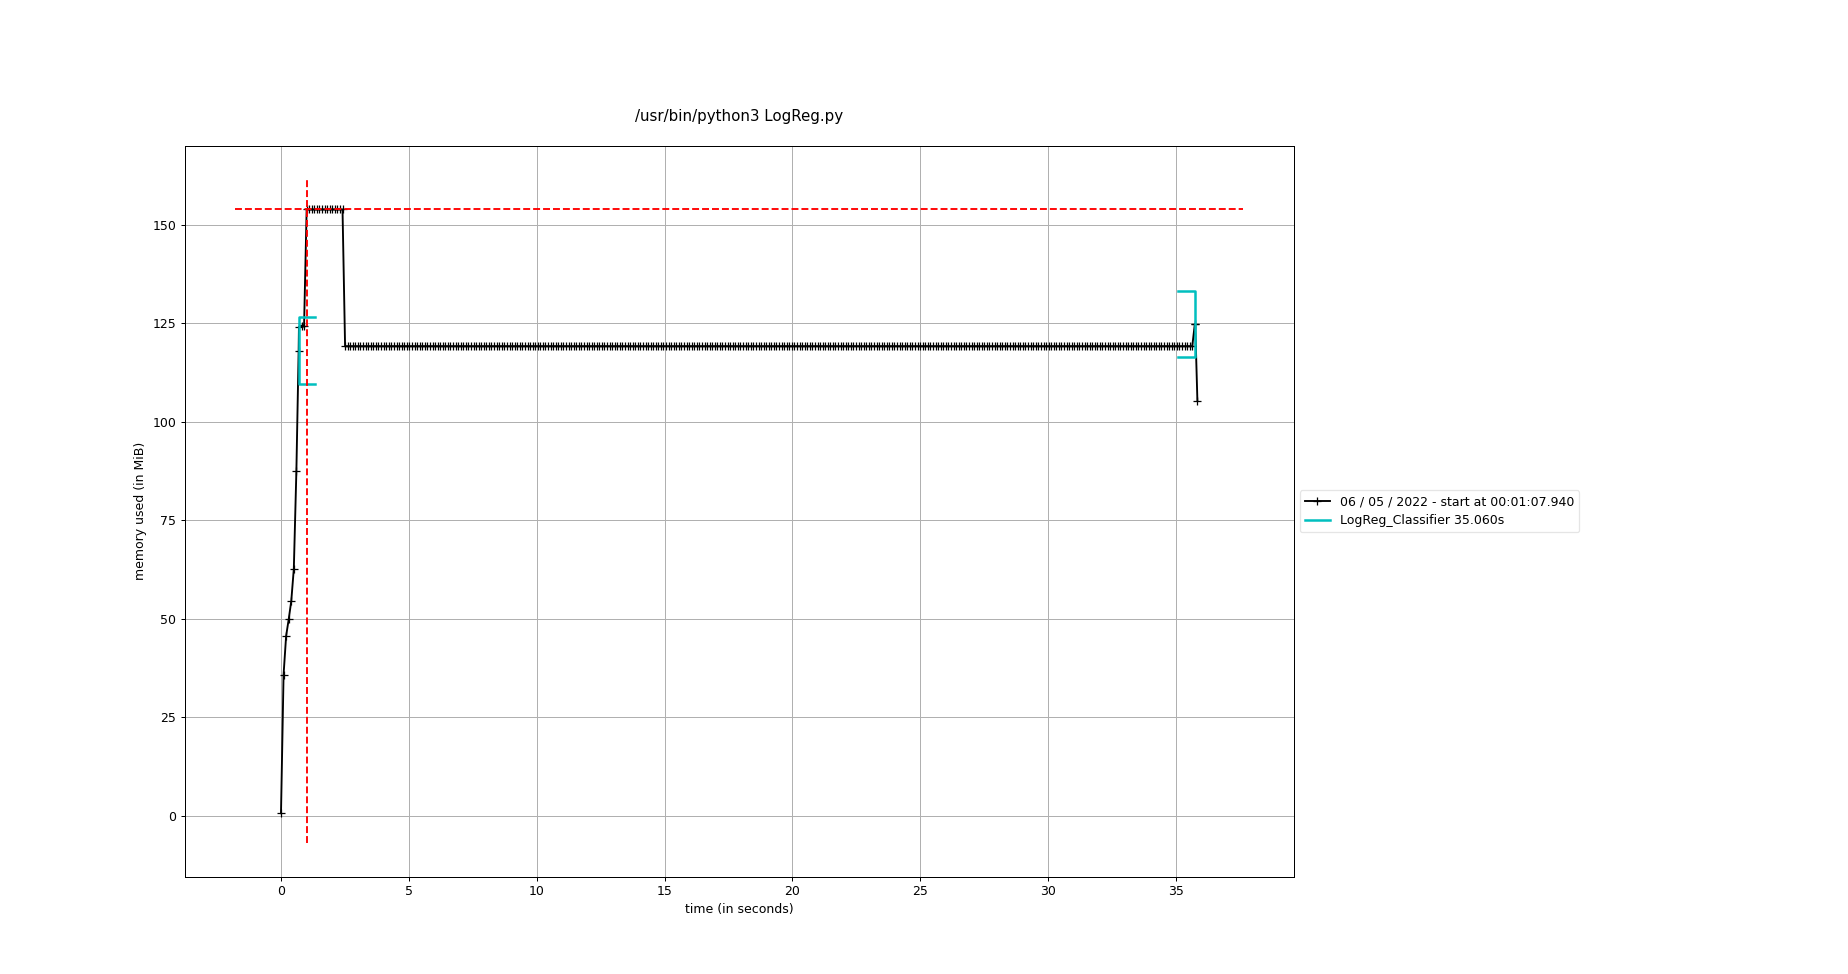 /usr/bin/python3 LogReg.py
150
125
100
75
50
25
0
memory used (in MiB)
0 5 10 15 20 25 30 35
time (in seconds)
06 / 05 / 2022 - start at 00:01:07.940
LogReg_Classifier 35.060s